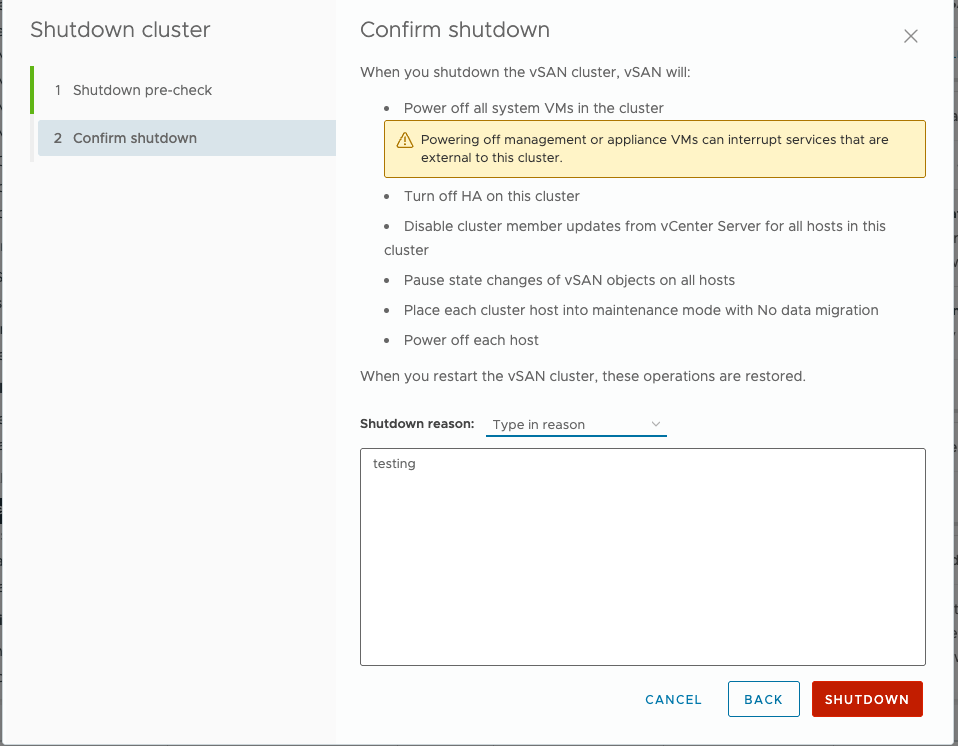 Shutdown cluster
1 Shutdown pre-check
2 Confirm shutdown
Confirm shutdown
When you shutdown the vSAN cluster, vSAN will:
• Power off all system VMs in the cluster
Powering off management or appliance VMs can interrupt services that are
external to this cluster.
• Turn off HA on this cluster
• Disable cluster member updates from vCenter Server for all hosts in this
cluster
• Pause state changes of vSAN objects on all hosts
• Place each cluster host into maintenance mode with No data migration
• Power off each host
When you restart the vSAN cluster, these operations are restored.
Shutdown reason: Type in reason
testing
CANCEL BACK SHUTDOWN